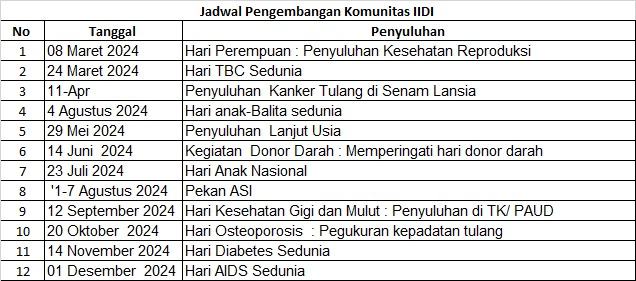 Jadwal Pengembangan Komunitas IIDI
No Tanggal Penyuluhan
1 08 Maret 2024 Hari Perempuan : Penyuluhan Kesehatan Reproduksi
2 24 Maret 2024 Hari TBC Sedunia
3 11-Apr Penyuluhan Kanker Tulang di Senam Lansia
4 4 Agustus 2024 Hari anak-Balita sedunia
5 29 Mei 2024 Penyuluhan Lanjut Usia
6 14 Juni 2024 Kegiatan Donor Darah : Memperingati hari donor darah
7 23 Juli 2024 Hari Anak Nasional
8 '1-7 Agustus 2024 Pekan ASI
9 12 September 2024 Hari Kesehatan Gigi dan Mulut : Penyuluhan di TK/ PAUD
10 20 Oktober 2024 Hari Osteoporosis : Pegukuran kepadatan tulang
11 14 November 2024 Hari Diabetes Sedunia
12 01 Desember 2024 Hari AIDS Sedunia